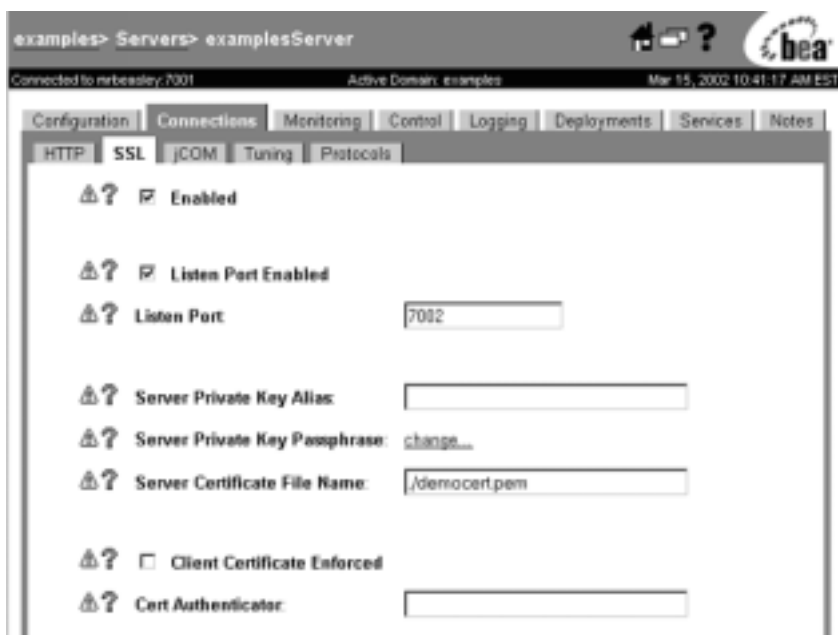 examples> Servers> examplesServer
?
bea
Connected to mrbeasley:7001 Active Domain: examples Mar 15, 2002 10:41:17 AM EST
Configuration Connections Monitoring Control Logging Deployments Services Notes
HTTP SSL jCOM Tuning Protocols
? Enabled
? Listen Port Enabled
? Listen Port: 7002
? Server Private Key Alias:
? Server Private Key Passphrase: change...
? Server Certificate File Name: ./democert.pem
? Client Certificate Enforced
? Cert Authenticator: